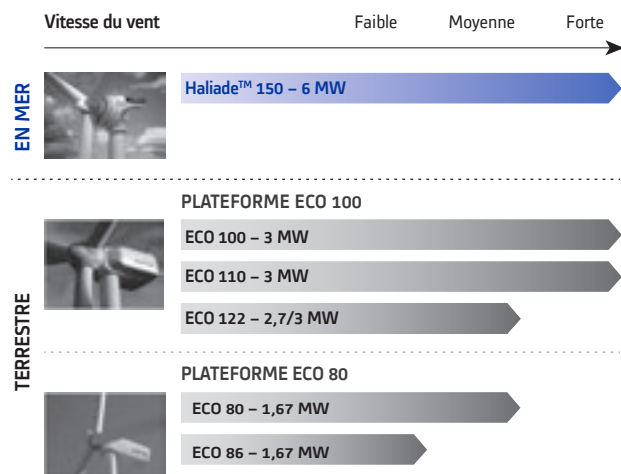 Vitesse du vent Faible Moyenne Forte
EN MER
Haliade™ 150 – 6 MW
TERRESTRE
PLATEFORME ECO 100
ECO 100 – 3 MW
ECO 110 – 3 MW
ECO 122 – 2,7/3 MW
PLATEFORME ECO 80
ECO 80 – 1,67 MW
ECO 86 – 1,67 MW